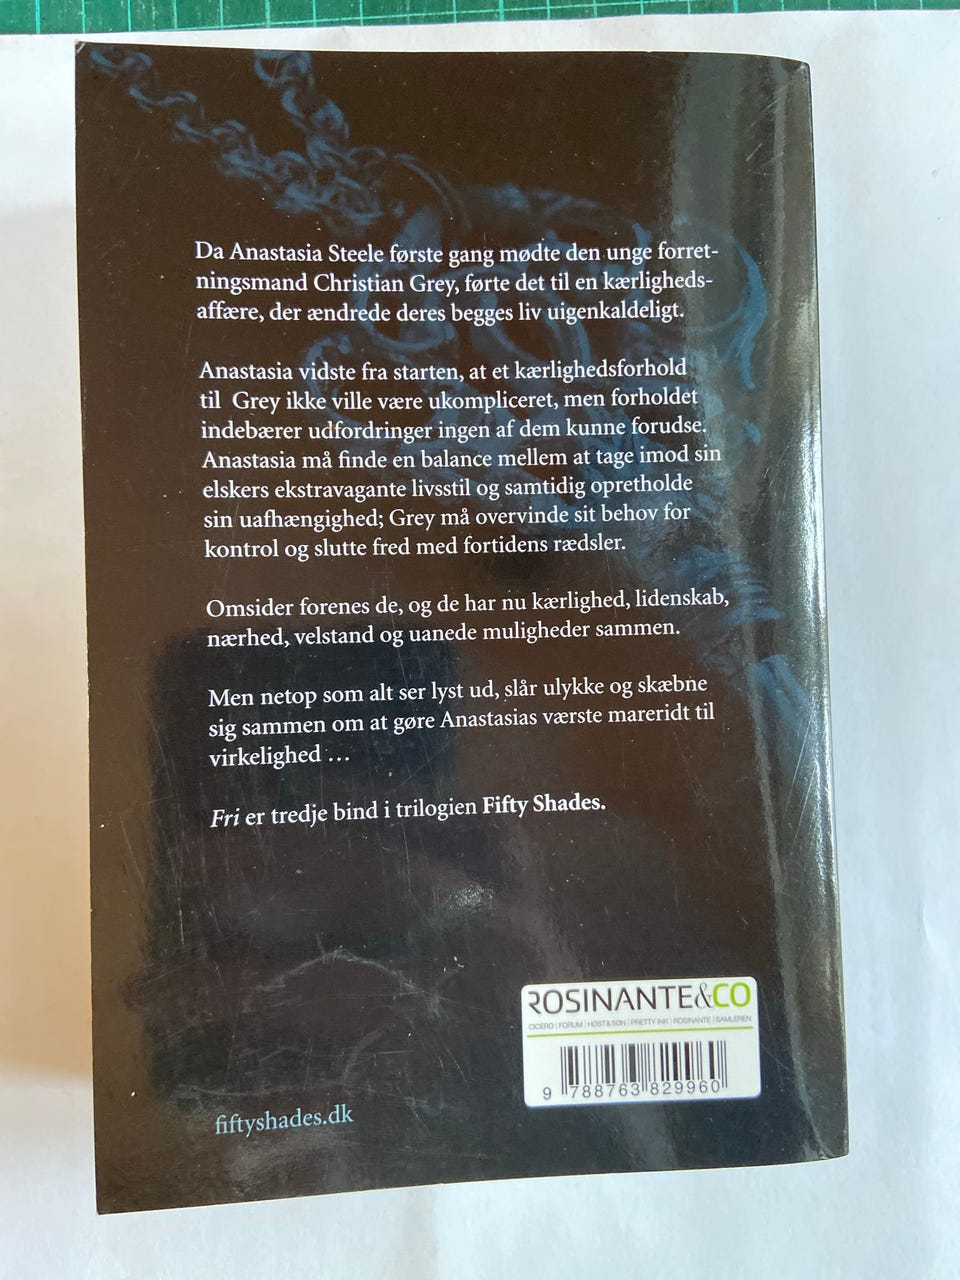 Da Anastasia Steele første gang mødte den unge forret-
ningsmand Christian Grey, førte det til en kærligheds-
affære, der ændrede deres begges liv uigenkaldeligt.
Anastasia vidste fra starten, at et kærlighedsforhold
til Grey ikke ville være ukompliceret, men forholdet
indebærer udfordringer ingen af dem kunne forudse.
Anastasia må finde en balance mellem at tage imod sin
elskers ekstravagante livsstil og samtidig opretholde
sin uafhængighed; Grey må overvinde sit behov for
kontrol og slutte fred med fortidens rædsler.
Omsider forenes de, og de har nu kærlighed, lidenskab,
nærhed, velstand og uanede muligheder sammen.
Men netop som alt ser lyst ud, slår ulykke og skæbne
sig sammen om at gøre Anastasias værste mareridt til
virkelighed ...
Fri er tredje bind i trilogien Fifty Shades.
ROSINANTE&CO
CICERO | FORUM | HØST & SØN | PRETTY INK | ROSINANTE | SAMLEREN
9 788763 829960
fiftyshades.dk